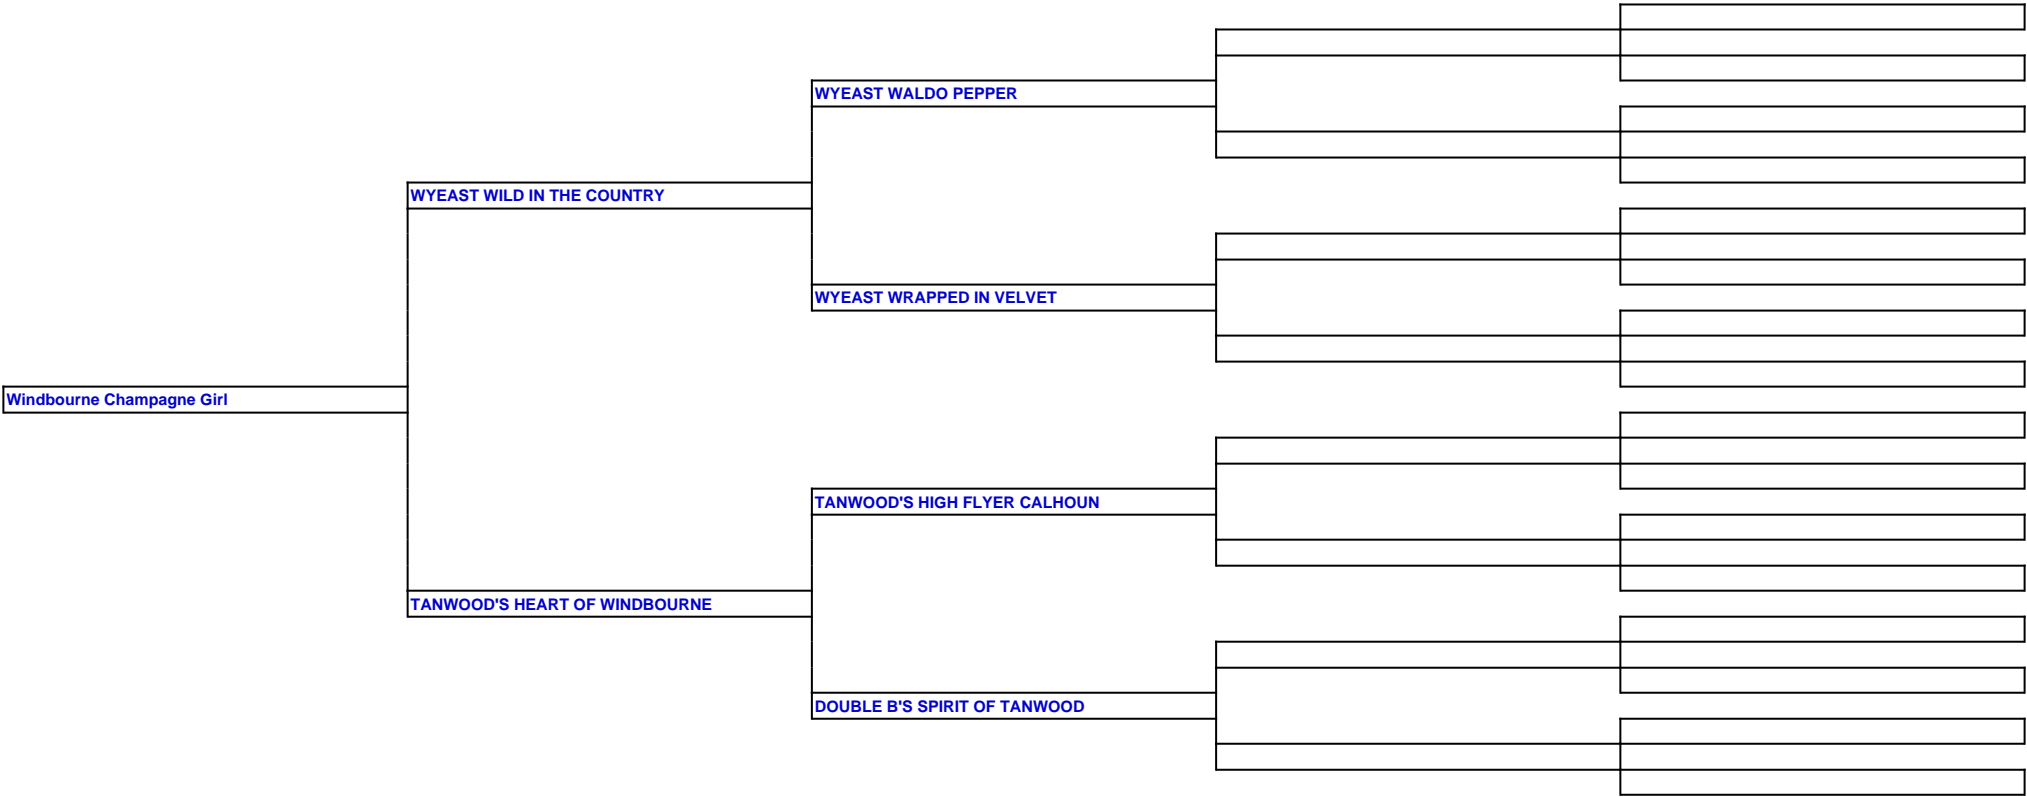 WYEAST WALDO PEPPER
WYEAST WILD IN THE COUNTRY
WYEAST WRAPPED IN VELVET
Windbourne Champagne Girl
TANWOOD'S HIGH FLYER CALHOUN
TANWOOD'S HEART OF WINDBOURNE
DOUBLE B'S SPIRIT OF TANWOOD